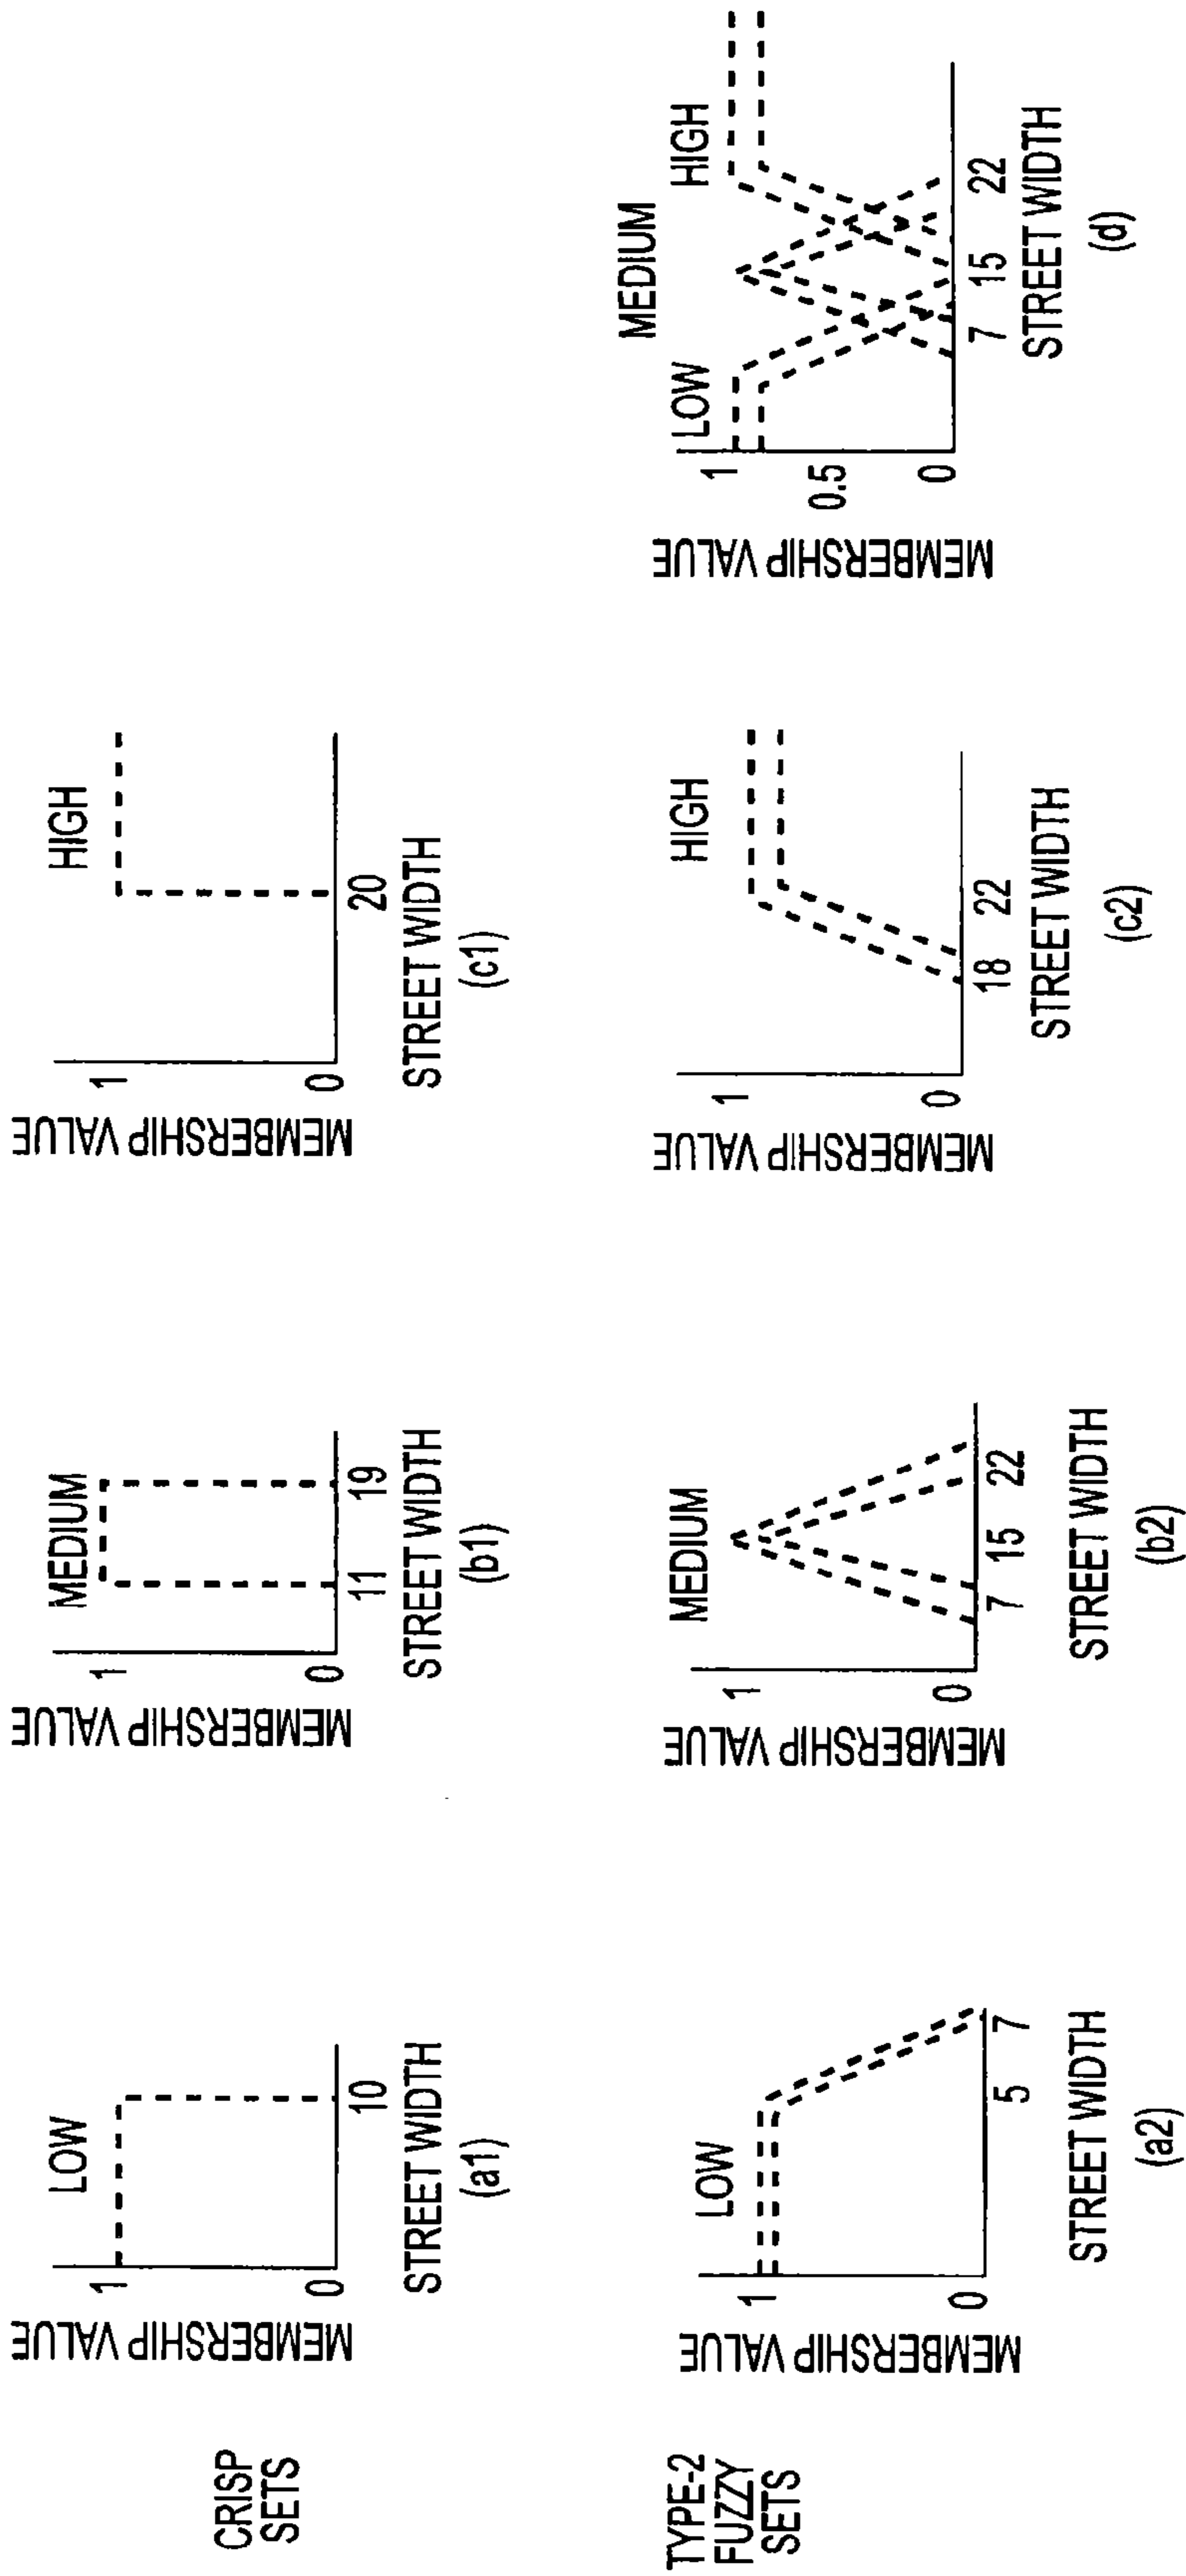 CRISP
SETS
MEMBERSHIP VALUE
1
0
LOW
10
STREET WIDTH
(a1)
MEMBERSHIP VALUE
1
0
MEDIUM
11 19
STREET WIDTH
(b1)
MEMBERSHIP VALUE
1
0
HIGH
20
STREET WIDTH
(c1)
TYPE-2
FUZZY
SETS
MEMBERSHIP VALUE
1
0
LOW
5 7
STREET WIDTH
(a2)
MEMBERSHIP VALUE
1
0
MEDIUM
7 15 22
STREET WIDTH
(b2)
MEMBERSHIP VALUE
1
0
HIGH
18 22
STREET WIDTH
(c2)
MEMBERSHIP VALUE
1
0.5
0
LOW
MEDIUM
HIGH
7 15 22
STREET WIDTH
(d)